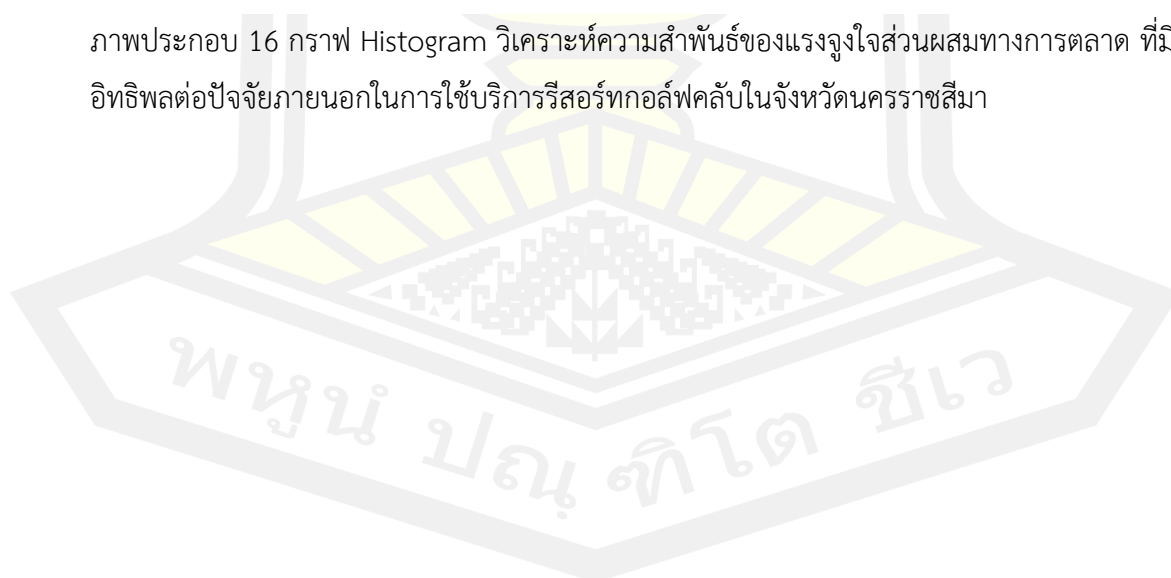 ภาพประกอบ 16 กราฟ Histogram วิเคราะห์ความสำพันธ์ของแรงจูงใจส่วนผสมทางการตลาด ที่มี
อิทธิพลต่อปัจจัยภายนอกในการใช้บริการรีสอร์ทกอล์ฟคลับในจังหวัดนครราชสีมา
พหูนํ ปณฺฑิโต ชีเว